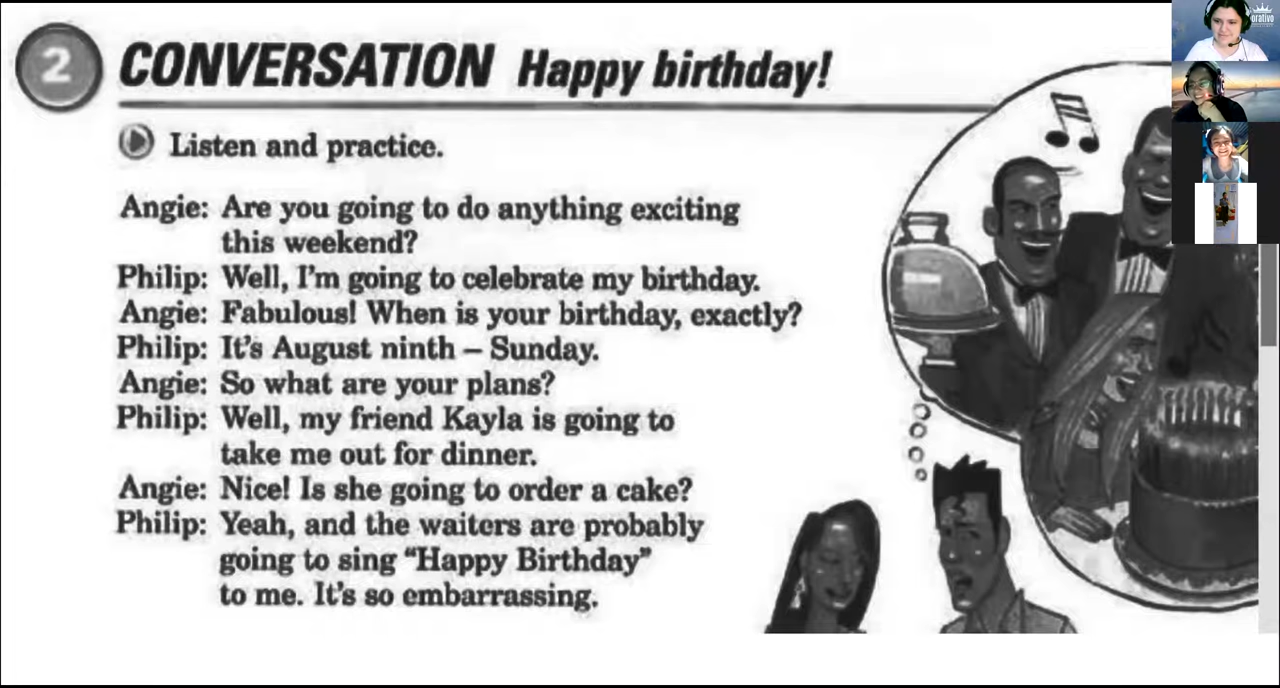 orativo
2 CONVERSATION Happy birthday!
Listen and practice.
Angie: Are you going to do anything exciting
this weekend?
Philip: Well, I'm going to celebrate my birthday.
Angie: Fabulous! When is your birthday, exactly?
Philip: It's August ninth – Sunday.
Angie: So what are your plans?
Philip: Well, my friend Kayla is going to
take me out for dinner.
Angie: Nice! Is she going to order a cake?
Philip: Yeah, and the waiters are probably
going to sing “Happy Birthday”
to me. It's so embarrassing.